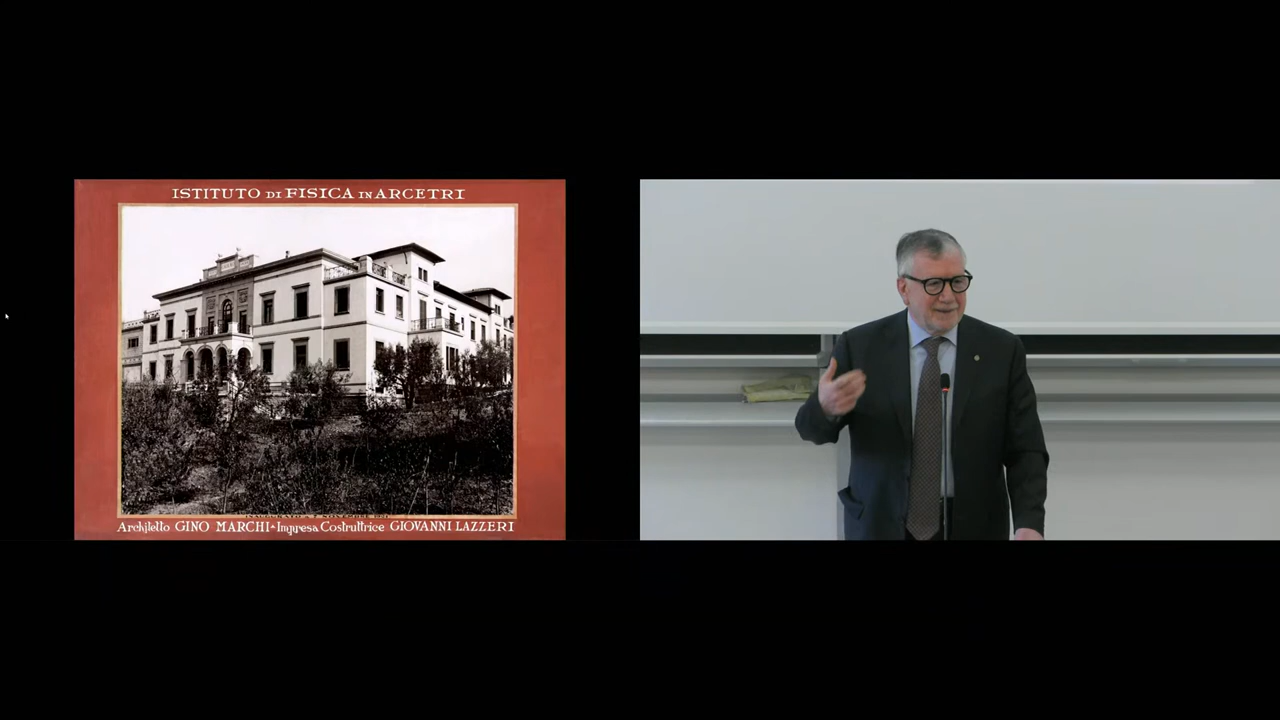 ISTITUTO DI FISICA IN ARCETRI
Architetto GINO MARCHI - Impresa Costruttrice GIOVANNI LAZZERI